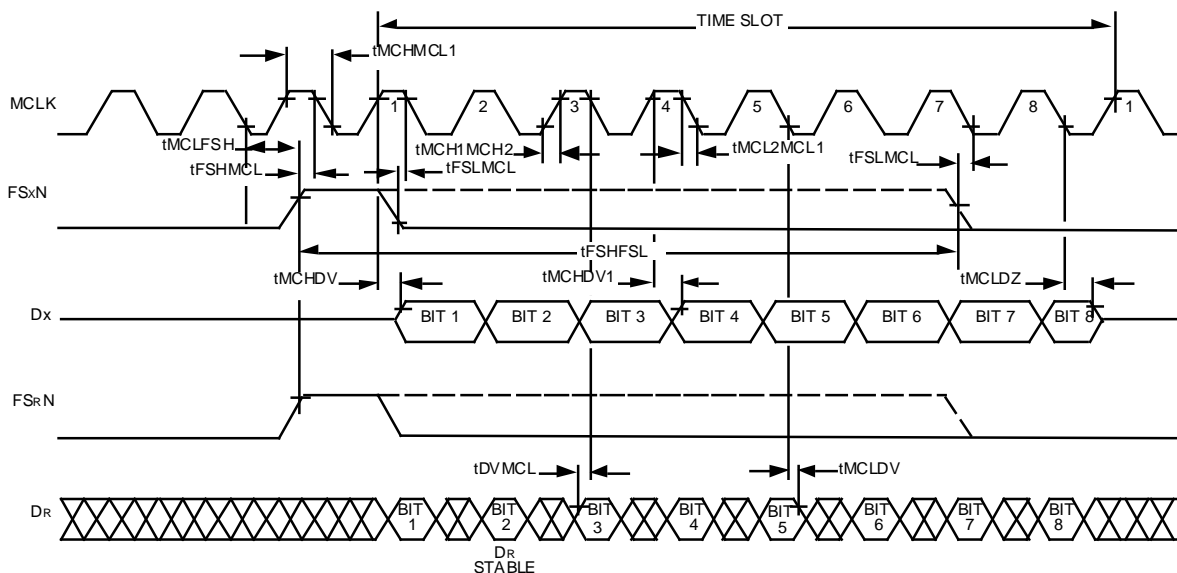 TIME SLOT
tMCHMCL1
MCLK
1 2 3 4 5 6 7 8 1
tMCLFSH
tMCH1MCH2
tMCL2MCL1
tFSHMCL
tFSLMCL
tFSLMCL
FSxN
tFSHFSL
tMCHDV
tMCHDV1
tMCLDZ
Dx
BIT 1 BIT 2 BIT 3 BIT 4 BIT 5 BIT 6 BIT 7 BIT 8
FSRN
tDVMCL
tMCLDV
DR
BIT 1
BIT 2
BIT 3
BIT 4
BIT 5
BIT 6
BIT 7
BIT 8
DR
STABLE